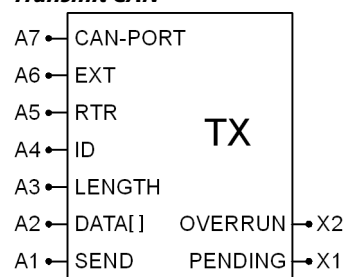 Transmit CAN
A7 CAN-PORT
A6 EXT
A5 RTR
TX
A4 ID
A3 LENGTH
A2 DATA[] OVERRUN X2
A1 SEND PENDING X1